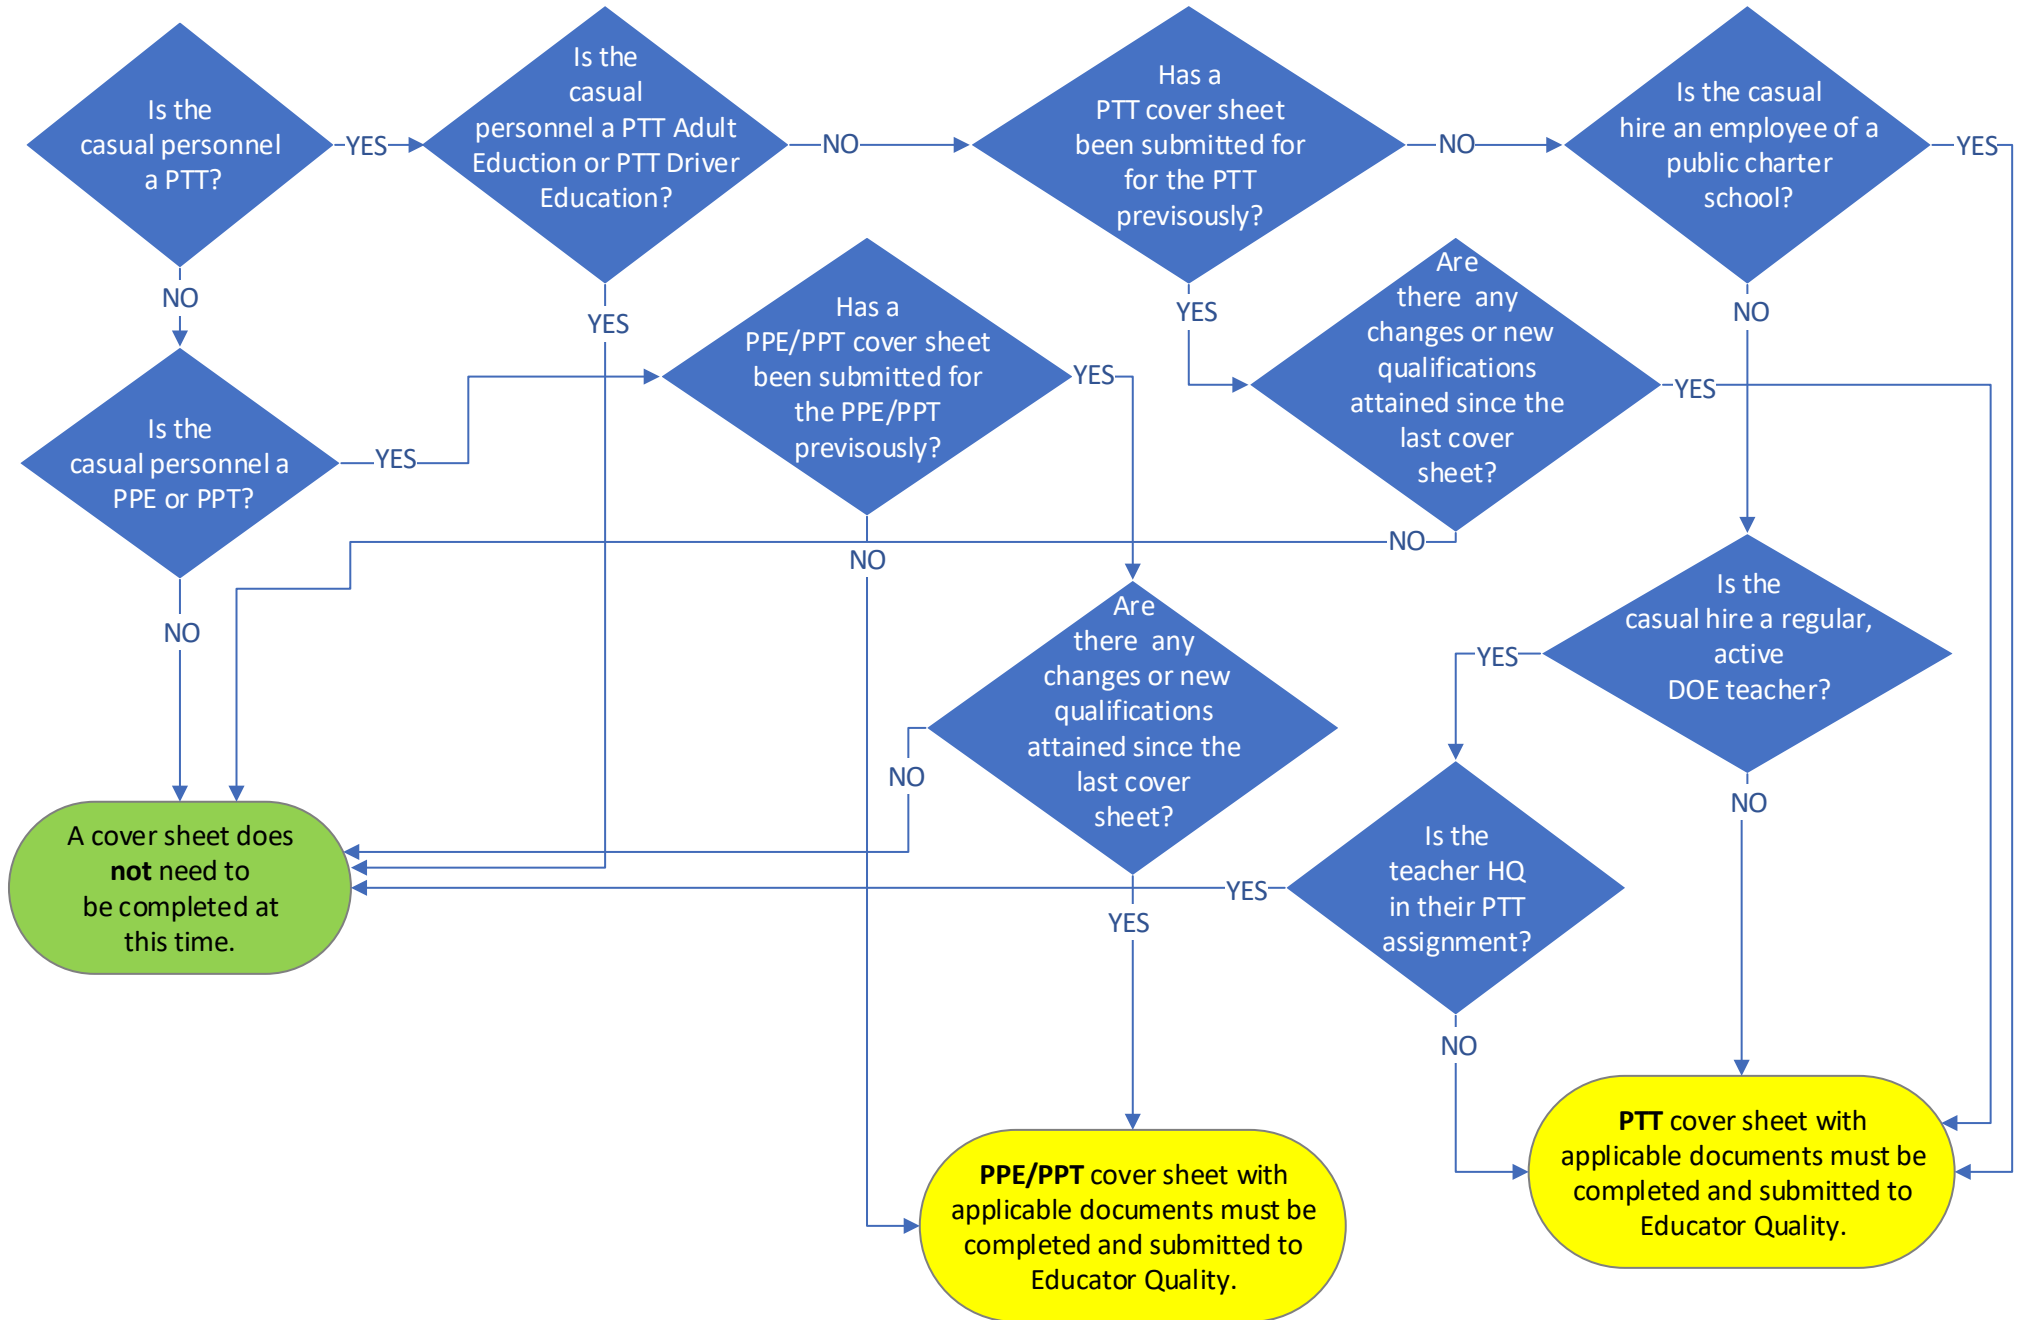 Is the
casual personnel
a PTT?
YES
NO
Is the
casual
personnel a PTT Adult
Eduction or PTT Driver
Education?
NO
YES
Has a
PTT cover sheet
been submitted for
for the PTT
previsously?
NO
YES
Is the casual
hire an employee of a
public charter
school?
YES
NO
Is the
casual personnel a
PPE or PPT?
YES
NO
Has a
PPE/PPT cover sheet
been submitted for
the PPE/PPT
previsously?
YES
NO
Are
there any
changes or new
qualifications
attained since the
last cover
sheet?
YES
NO
Are
there any
changes or new
qualifications
attained since the
last cover
sheet?
NO
YES
Is the
casual hire a regular,
active
DOE teacher?
YES
NO
Is the
teacher HQ
in their PTT
assignment?
YES
NO
A cover sheet does
not need to
be completed at
this time.
PPE/PPT cover sheet with
applicable documents must be
completed and submitted to
Educator Quality.
PTT cover sheet with
applicable documents must be
completed and submitted to
Educator Quality.